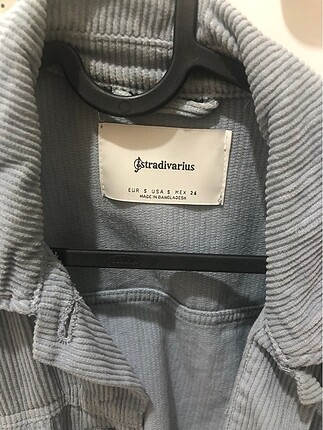 stradivarius
EUR S USA S MEX 26
MADE IN BANGLADESH